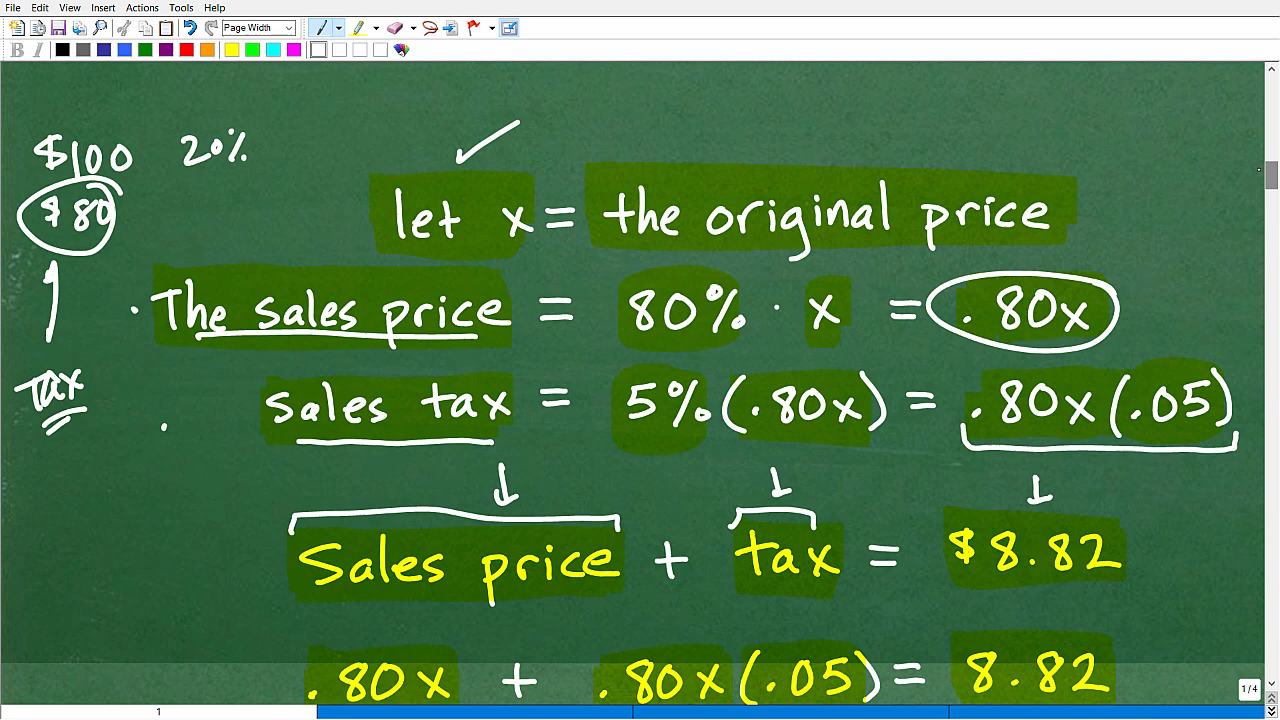 File Edit View Insert Actions Tools Help
Page Width
B I
$100 20%
$80
let x = the original price
. The sales price = 80% · x = .80x
Tax
. sales tax = 5% (.80x) = .80x (.05)
Sales price + tax = $8.82
.80x + .80x (.05) = 8.82
1/4
1